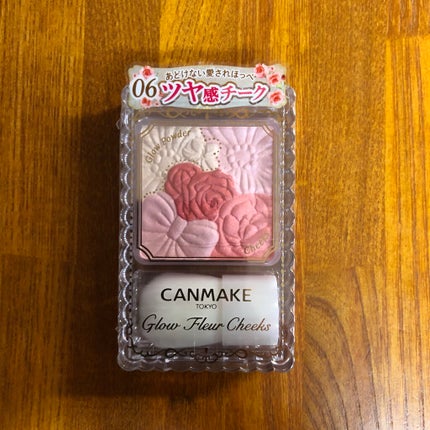 あどけない愛されほっぺ
06 ツヤ感チーク
Glow Powder
Cheek
CANMAKE
TOKYO
Glow Fleur Cheeks